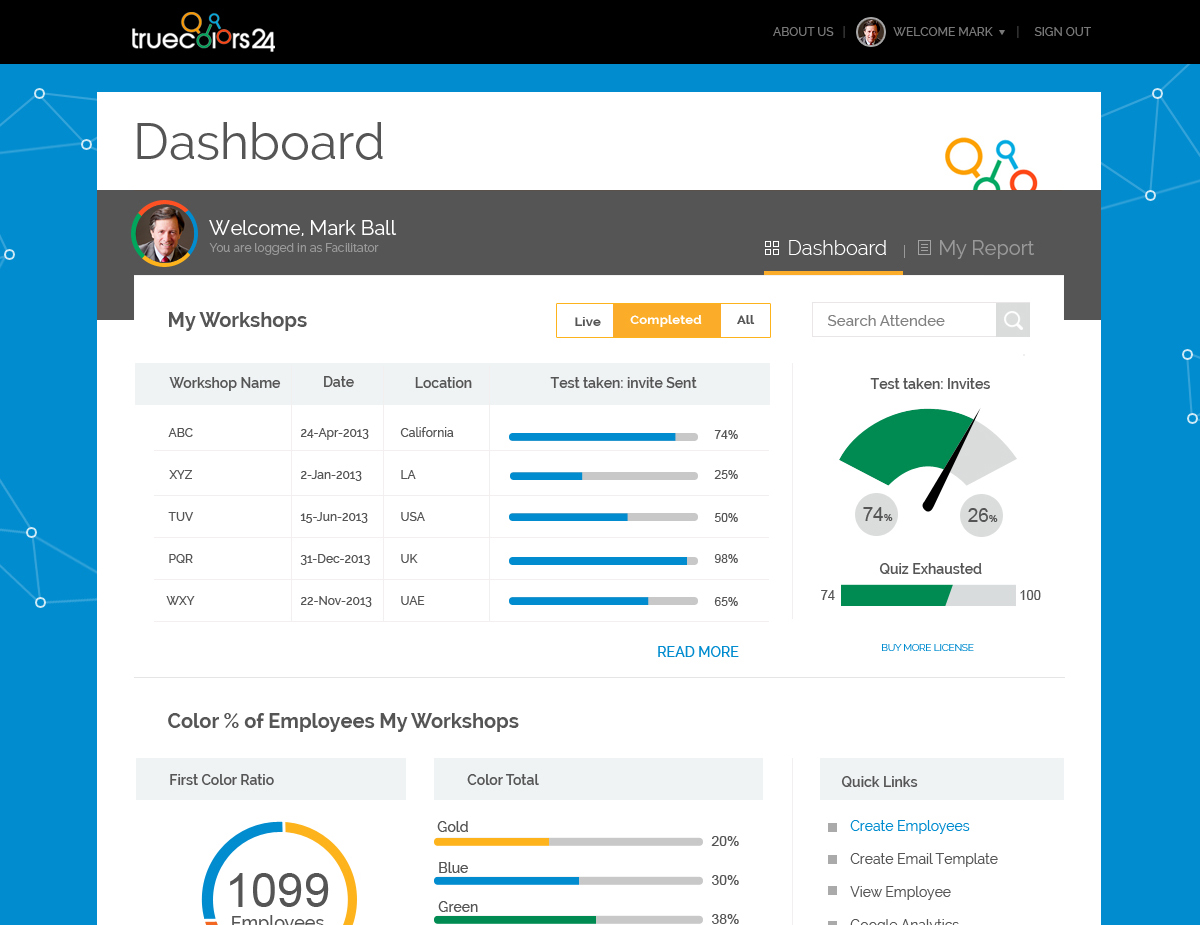 truecolors24
ABOUT US | WELCOME MARK ▼ | SIGN OUT
Dashboard
Welcome, Mark Ball
You are logged in as Facilitator
Dashboard | My Report
My Workshops
Live Completed All
Search Attendee
Workshop Name Date Location Test taken: invite Sent
ABC 24-Apr-2013 California 74%
XYZ 2-Jan-2013 LA 25%
TUV 15-Jun-2013 USA 50%
PQR 31-Dec-2013 UK 98%
WXY 22-Nov-2013 UAE 65%
READ MORE
Test taken: Invites
74% 26%
Quiz Exhausted
74 100
BUY MORE LICENSE
Color % of Employees My Workshops
First Color Ratio
1099
Employees
Color Total
Gold
20%
Blue
30%
Green
38%
Quick Links
Create Employees
Create Email Template
View Employee
Google Analytics